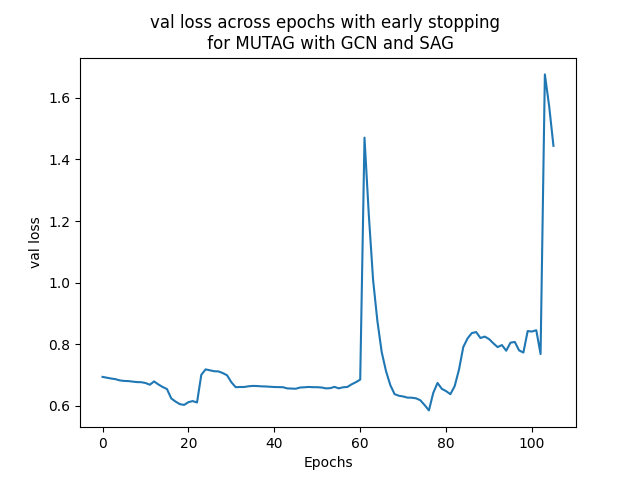 val loss across epochs with early stopping
for MUTAG with GCN and SAG
1.6
1.4
1.2
1.0
0.8
0.6
val loss
0 20 40 60 80 100
Epochs